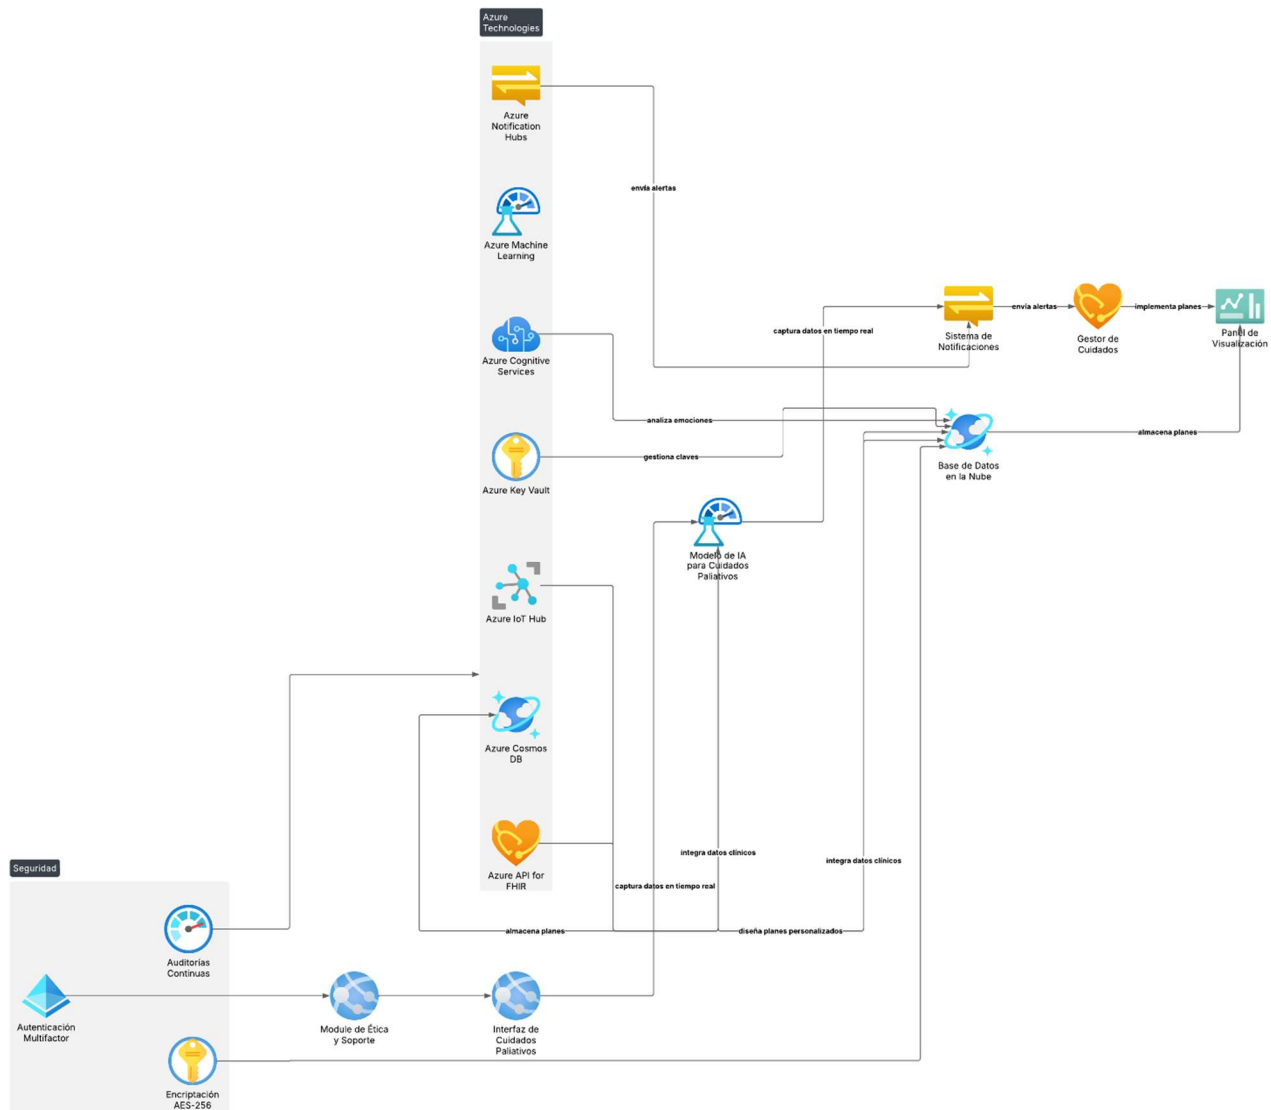 Azure
Technologies
Azure
Notification
Hubs
envía alertas
Azure Machine
Learning
captura datos en tiempo real
Sistema de
Notificaciones
envía alertas
Gestor de
Cuidados
implementa planes
Panel de
Visualización
Azure Cognitive
Services
analiza emociones
almacena planes
gestiona claves
Azure Key Vault
Base de Datos
en la Nube
Modelo de IA
para Cuidados
Paliativos
Azure IoT Hub
Azure Cosmos
DB
integra datos clínicos
integra datos clínicos
Seguridad
Azure API for
FHIR
captura datos en tiempo real
almacena planes
diseña planes personalizados
Auditorías
Continuas
Autenticación
Multifactor
Module de Ética
y Soporte
Interfaz de
Cuidados
Paliativos
Encriptación
AES-256